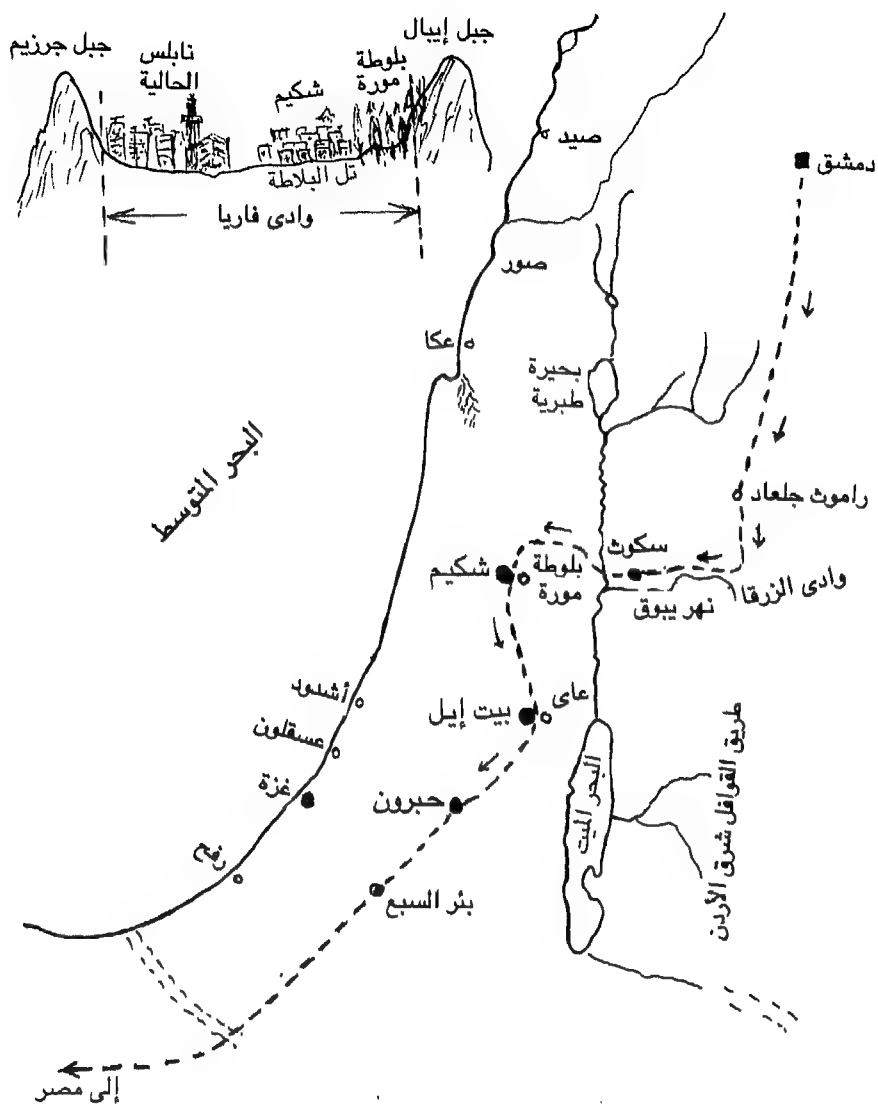 جبل جرزيم
نابلس
الحالية
شكيم
بلوطة
مورة
جبل إيبال
تل البلاطة
وادى فاريا
صيد
دمشق
صور
عكا
بحيرة
طبرية
البحر المتوسط
راموث جلعاد
سكوث
بلوطة
مورة
شكيم
وادى الزرقا
نهر يبوق
عاى
بيت إيل
أشدود
عسقلون
غزة
رفح
حبرون
بئر السبع
البحر الميت
طريق القوافل شرق الأردن
إلى مصر